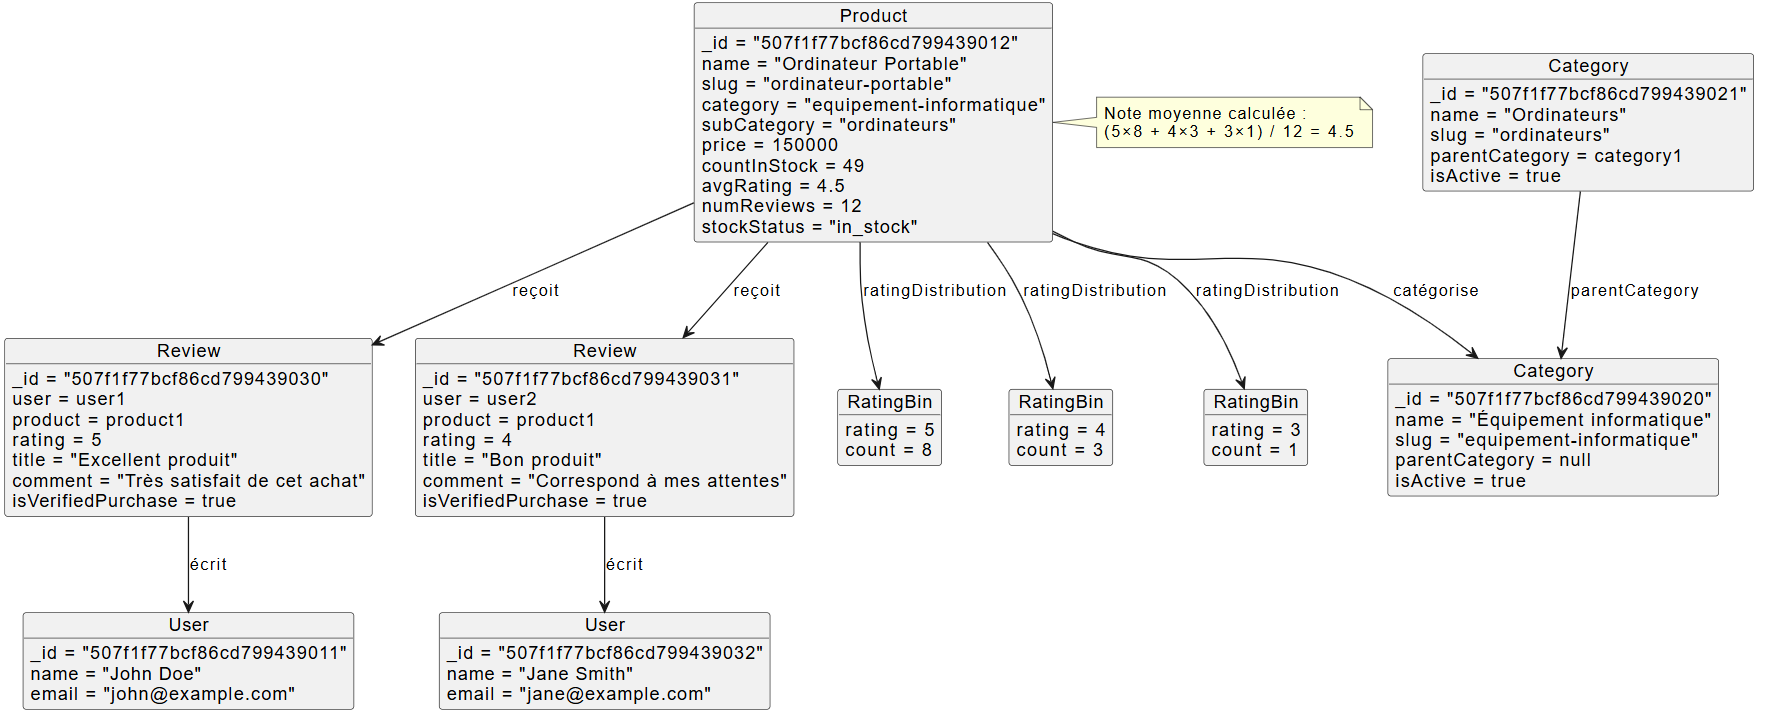 Product
_id = "507f1f77bcf86cd799439012"
name = "Ordinateur Portable"
slug = "ordinateur-portable"
category = "equipement-informatique"
subCategory = "ordinateurs"
price = 150000
countInStock = 49
avgRating = 4.5
numReviews = 12
stockStatus = "in_stock"
Note moyenne calculée :
(5×8 + 4×3 + 3×1) / 12 = 4.5
Category
_id = "507f1f77bcf86cd799439021"
name = "Ordinateurs"
slug = "ordinateurs"
parentCategory = category1
isActive = true
reçoit
reçoit
ratingDistribution
ratingDistribution
ratingDistribution
catégorise
parentCategory
Review
_id = "507f1f77bcf86cd799439030"
user = user1
product = product1
rating = 5
title = "Excellent produit"
comment = "Très satisfait de cet achat"
isVerifiedPurchase = true
Review
_id = "507f1f77bcf86cd799439031"
user = user2
product = product1
rating = 4
title = "Bon produit"
comment = "Correspond à mes attentes"
isVerifiedPurchase = true
RatingBin
rating = 5
count = 8
RatingBin
rating = 4
count = 3
RatingBin
rating = 3
count = 1
Category
_id = "507f1f77bcf86cd799439020"
name = "Équipement informatique"
slug = "equipement-informatique"
parentCategory = null
isActive = true
écrit
écrit
User
_id = "507f1f77bcf86cd799439011"
name = "John Doe"
email = "john@example.com"
User
_id = "507f1f77bcf86cd799439032"
name = "Jane Smith"
email = "jane@example.com"